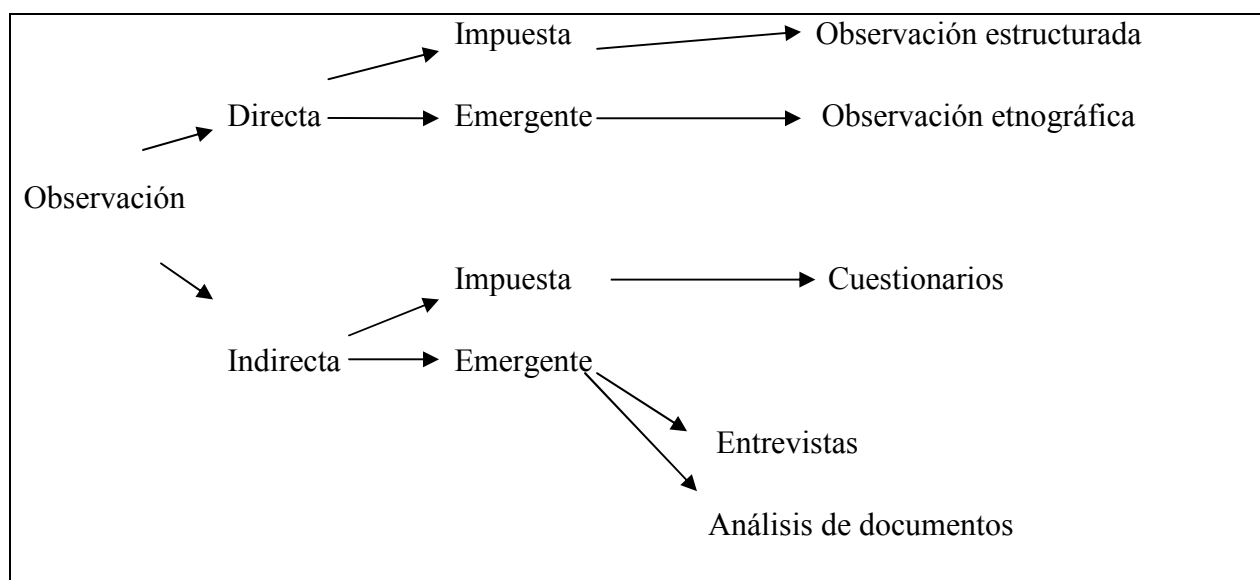 Impuesta Observación estructurada
Directa Emergente Observación etnográfica
Observación
Impuesta Cuestionarios
Indirecta Emergente
Entrevistas
Análisis de documentos